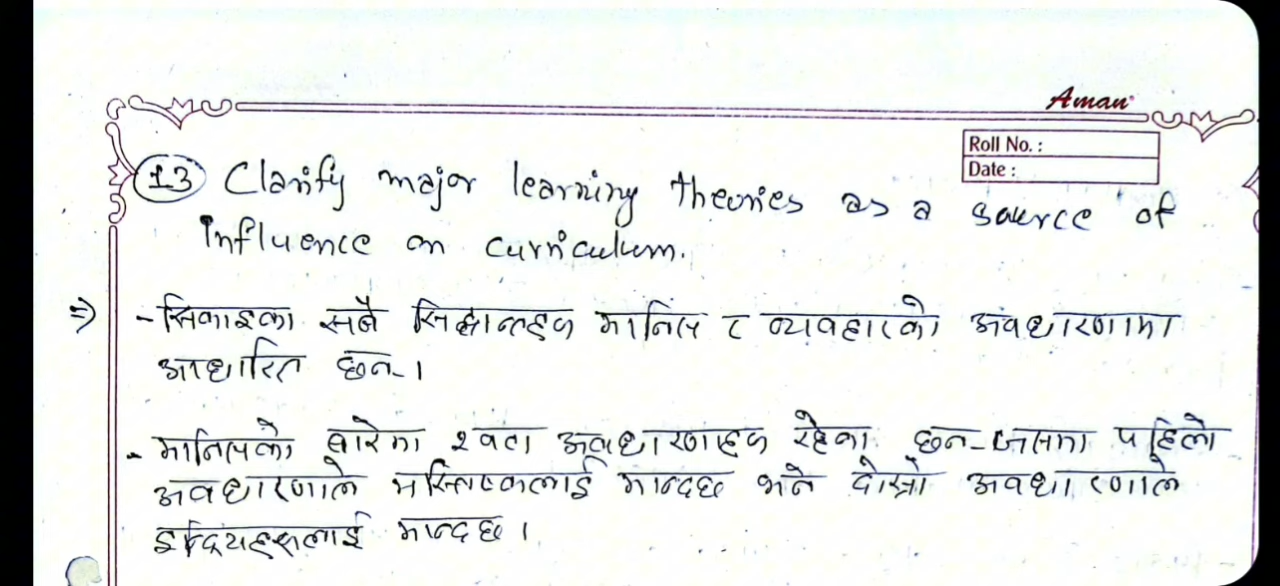 Aman
Roll No. :
Date :
13 Clarify major learning theories as a source of
influence on curriculum.
⇒ - सिकाइका सबै सिद्धान्तहरू मानिस र व्यवहारको अवधारणामा
आधारित छन् ।
- मानिसको बारेमा २ वटा अवधारणाहरू रहेका छन् जसमा पहिलो
अवधारणाले मस्तिष्कलाई मान्दछ भने दोस्रो अवधारणाले
इन्द्रियहरूलाई मान्दछ ।